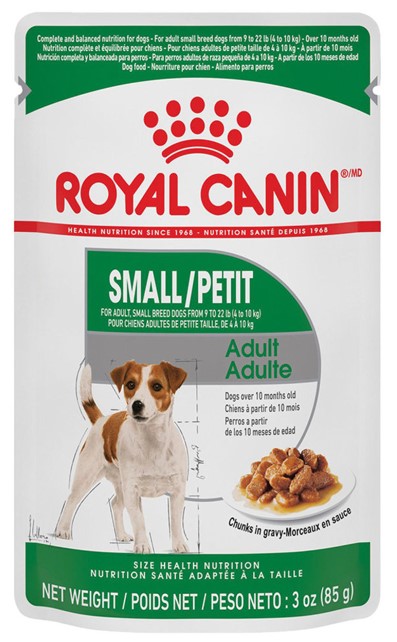 Complete and balanced nutrition for dogs - For adult small breed dogs from 9 to 22 lb (4 to 10 kg) - Over 10 months old
Nutrition complète et équilibrée pour chiens - Pour chiens adultes de petite taille de 4 à 10 kg - À partir de 10 mois
Nutrición completa y balanceada para perros - Para perros adultos de raza pequeña de 4 a 10 kg - A partir de los 10 meses de edad
Dog food - Nourriture pour chien - Alimento para perros
ROYAL CANIN®/MD
HEALTH NUTRITION SINCE 1968 - NUTRITION SANTÉ DEPUIS 1968
SMALL/PETIT
FOR ADULT, SMALL BREED DOGS FROM 9 TO 22 lb (4 to 10 kg)
POUR CHIENS ADULTES DE PETITE TAILLE, DE 4 À 10 kg
Adult
Adulte
Dogs over 10 months old
Chiens à partir de 10 mois
Perros a partir
de los 10 meses de edad
Chunks in gravy-Morceaux en sauce
SIZE HEALTH NUTRITION
NUTRITION SANTÉ ADAPTÉE À LA TAILLE
NET WEIGHT / POIDS NET / PESO NETO : 3 oz (85 g)